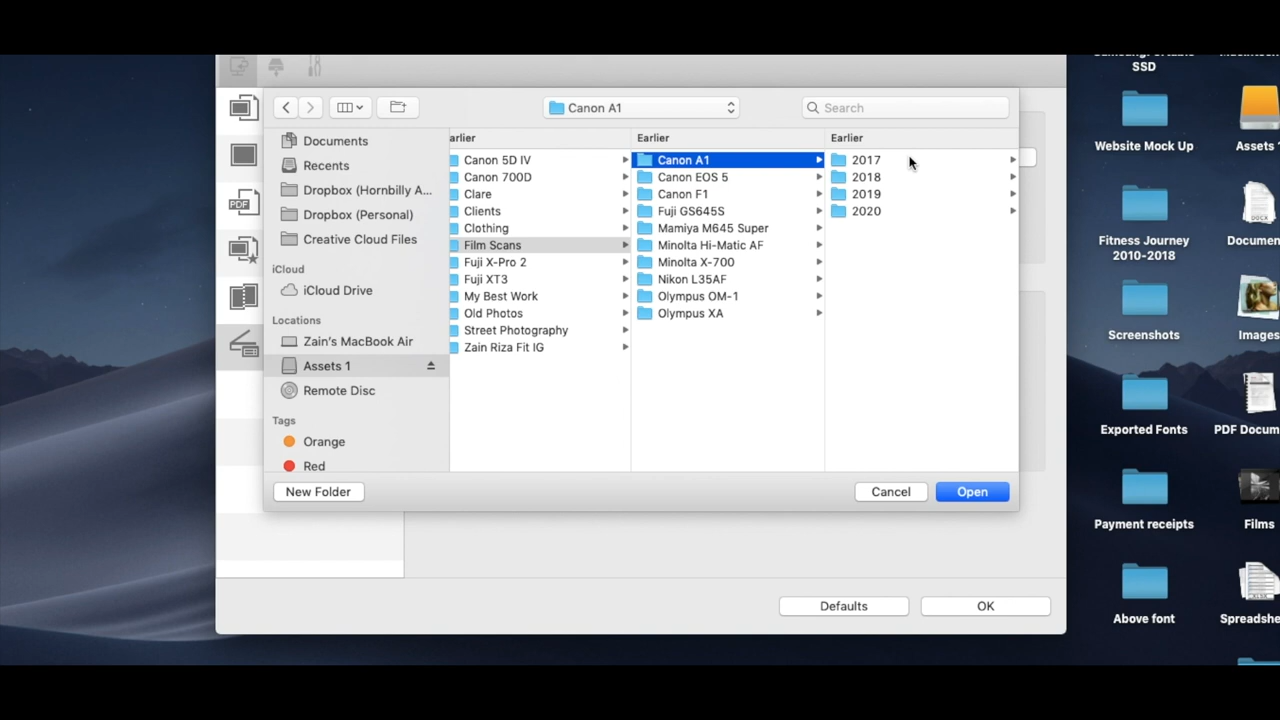 SSD
Website Mock Up
Assets
Fitness Journey
2010-2018
Screenshots
Images
Exported Fonts
Payment receipts
Films
Above font
Canon A1
Search
Documents
Recents
Dropbox (Hornbilly A...
Dropbox (Personal)
Creative Cloud Files
iCloud
iCloud Drive
Locations
Zain's MacBook Air
Assets 1
Remote Disc
Tags
Orange
Red
arlier
Canon 5D IV
Canon 700D
Clare
Clients
Clothing
Film Scans
Fuji X-Pro 2
Fuji XT3
My Best Work
Old Photos
Street Photography
Zain Riza Fit IG
Earlier
Canon A1
Canon EOS 5
Canon F1
Fuji GS645S
Mamiya M645 Super
Minolta Hi-Matic AF
Minolta X-700
Nikon L35AF
Olympus OM-1
Olympus XA
Earlier
2017
2018
2019
2020
New Folder
Cancel
Open
Defaults
OK
PDF
DOCX
Documen
PDF Docum
Spreadshe